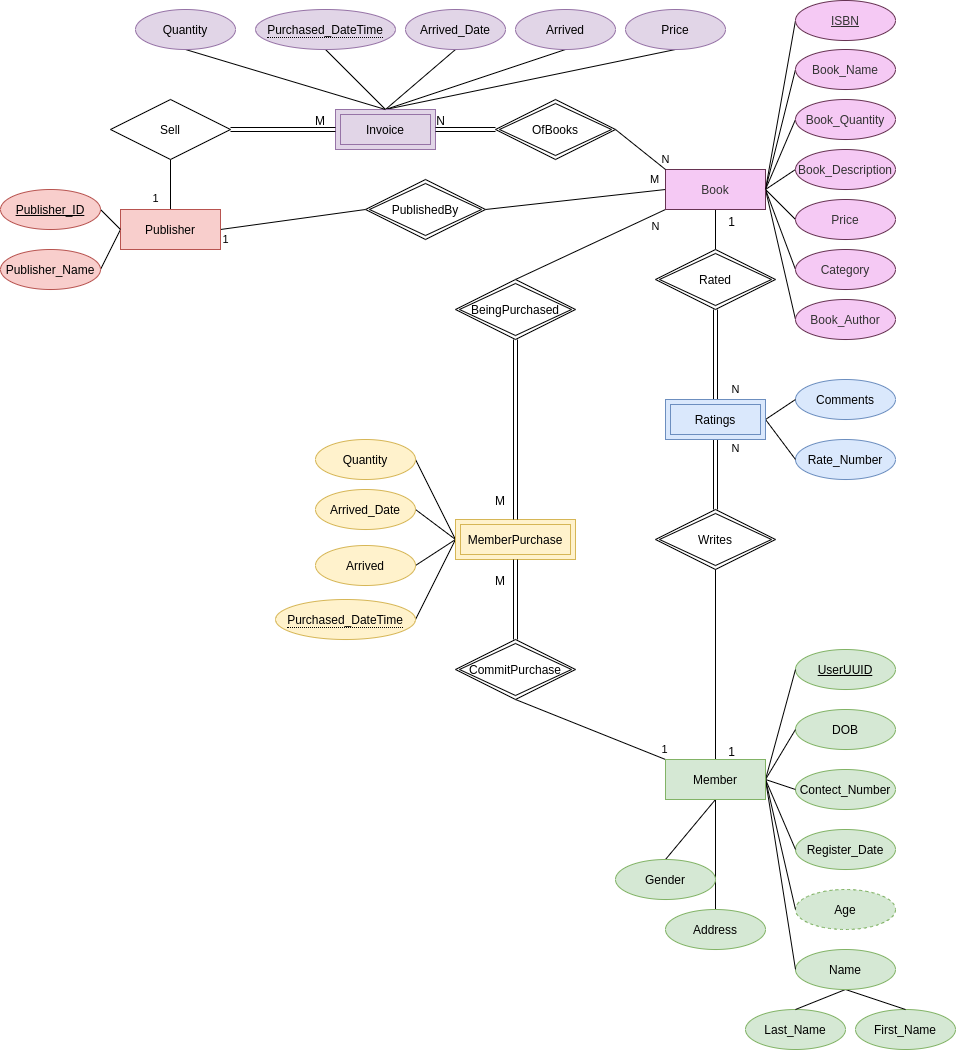 Quantity
Purchased_DateTime
Arrived_Date
Arrived
Price
ISBN
Book_Name
Book_Quantity
Book_Description
Price
Category
Book_Author
Sell
M
Invoice
N
OfBooks
N
M
Book
N
1
PublishedBy
Publisher_ID
1
Publisher
1
Publisher_Name
BeingPurchased
Rated
N
Ratings
N
Comments
Rate_Number
Quantity
Arrived_Date
Arrived
Purchased_DateTime
M
MemberPurchase
M
Writes
CommitPurchase
1
1
Member
UserUUID
DOB
Contect_Number
Register_Date
Age
Name
Last_Name
First_Name
Gender
Address